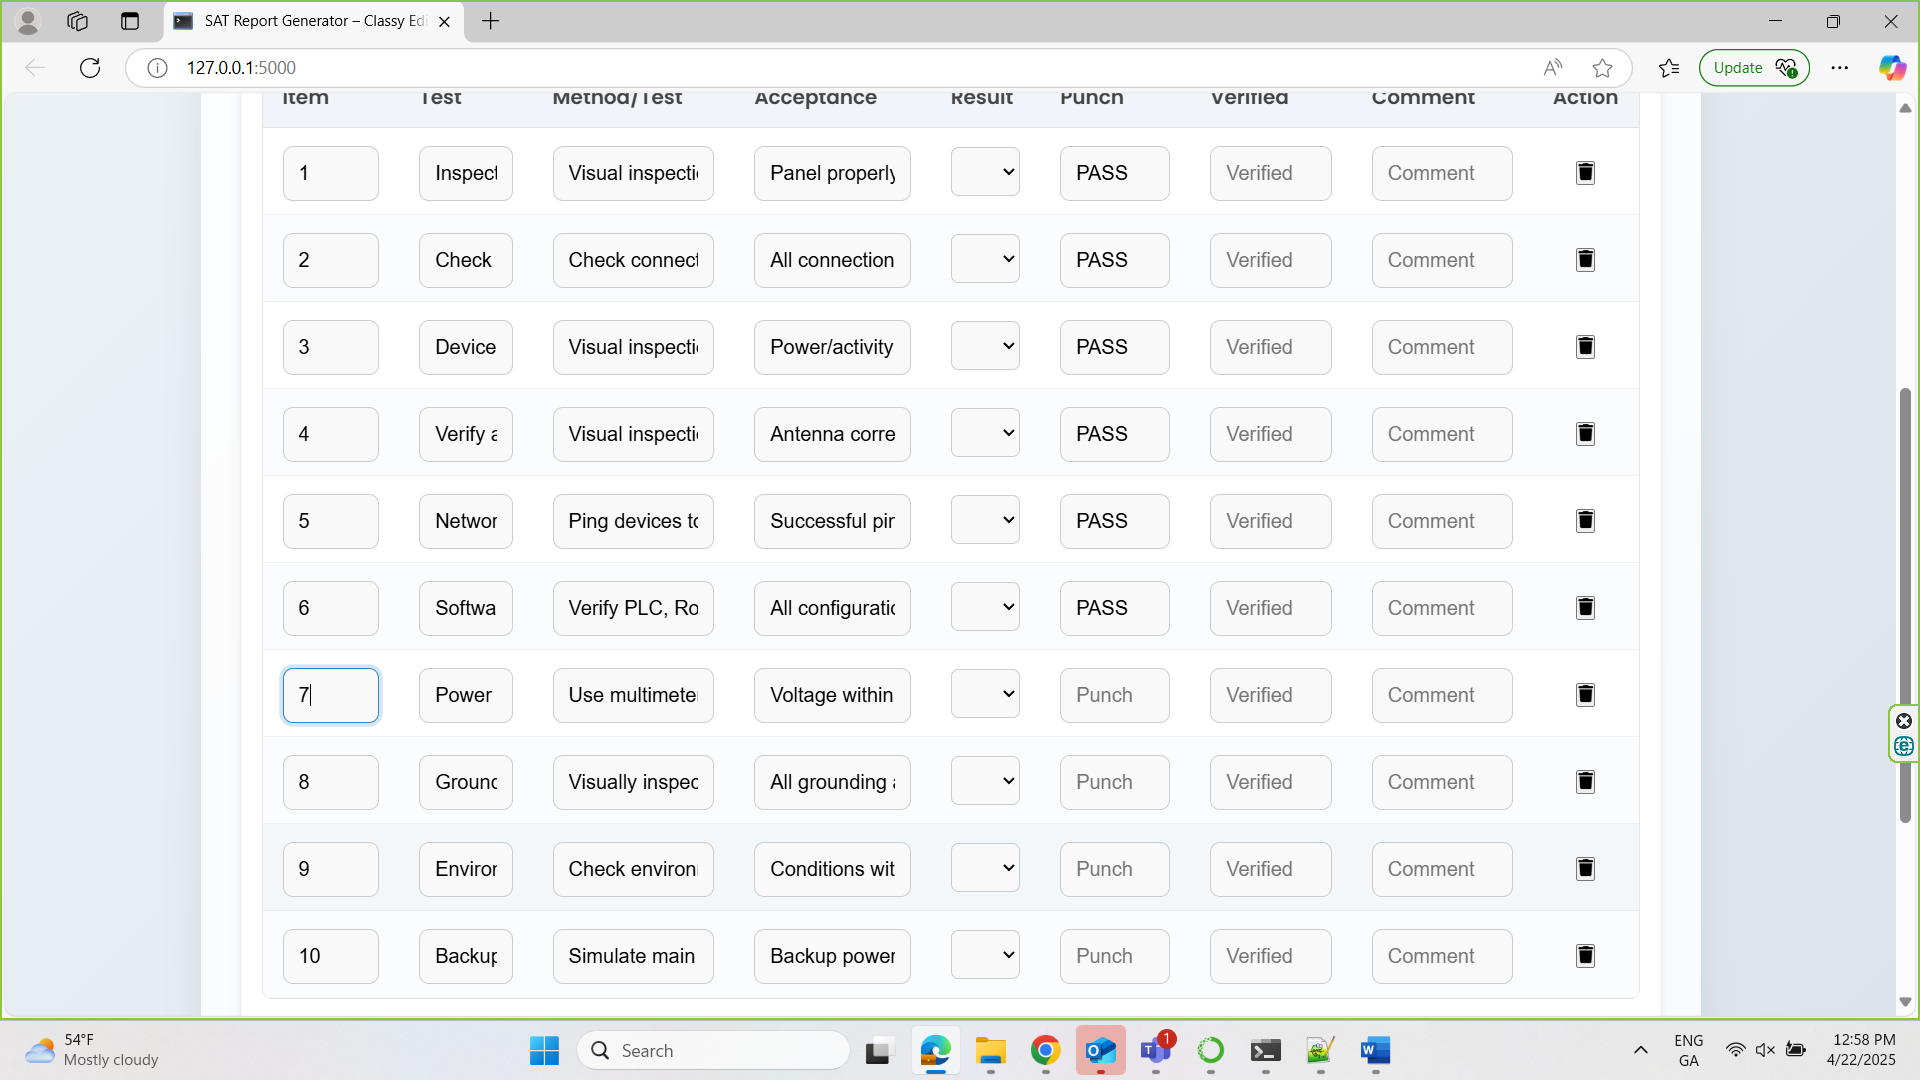 SAT Report Generator – Classy Edi
127.0.0.1:5000
Update
Item Test Method/Test Acceptance Result Punch Verified Comment Action
1 Inspect Visual inspecti Panel properly PASS Verified Comment
2 Check Check connect All connection PASS Verified Comment
3 Device Visual inspecti Power/activity PASS Verified Comment
4 Verify a Visual inspecti Antenna corre PASS Verified Comment
5 Networ Ping devices to Successful pin PASS Verified Comment
6 Softwa Verify PLC, Ro All configuratic PASS Verified Comment
7 Power Use multimeter Voltage within Punch Verified Comment
8 Ground Visually inspec All grounding a Punch Verified Comment
9 Environ Check environ Conditions wit Punch Verified Comment
10 Backup Simulate main Backup power Punch Verified Comment
54°F
Mostly cloudy
Search
1
ENG
GA
12:58 PM
4/22/2025